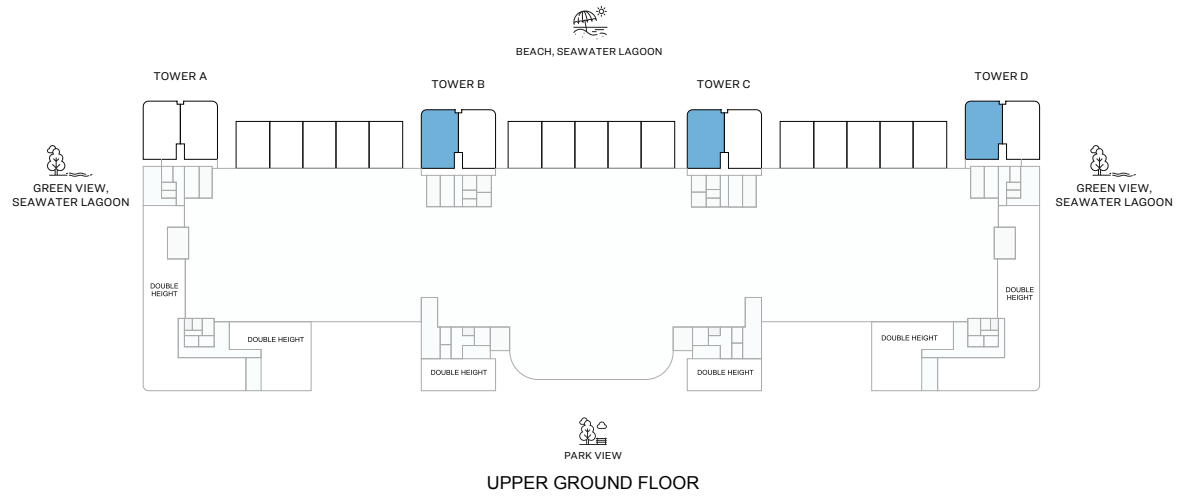 BEACH, SEAWATER LAGOON
TOWER A
TOWER B
TOWER C
TOWER D
GREEN VIEW,
SEAWATER LAGOON
GREEN VIEW,
SEAWATER LAGOON
DOUBLE
HEIGHT
DOUBLE
HEIGHT
DOUBLE HEIGHT
DOUBLE HEIGHT
DOUBLE HEIGHT
DOUBLE HEIGHT
PARK VIEW
UPPER GROUND FLOOR